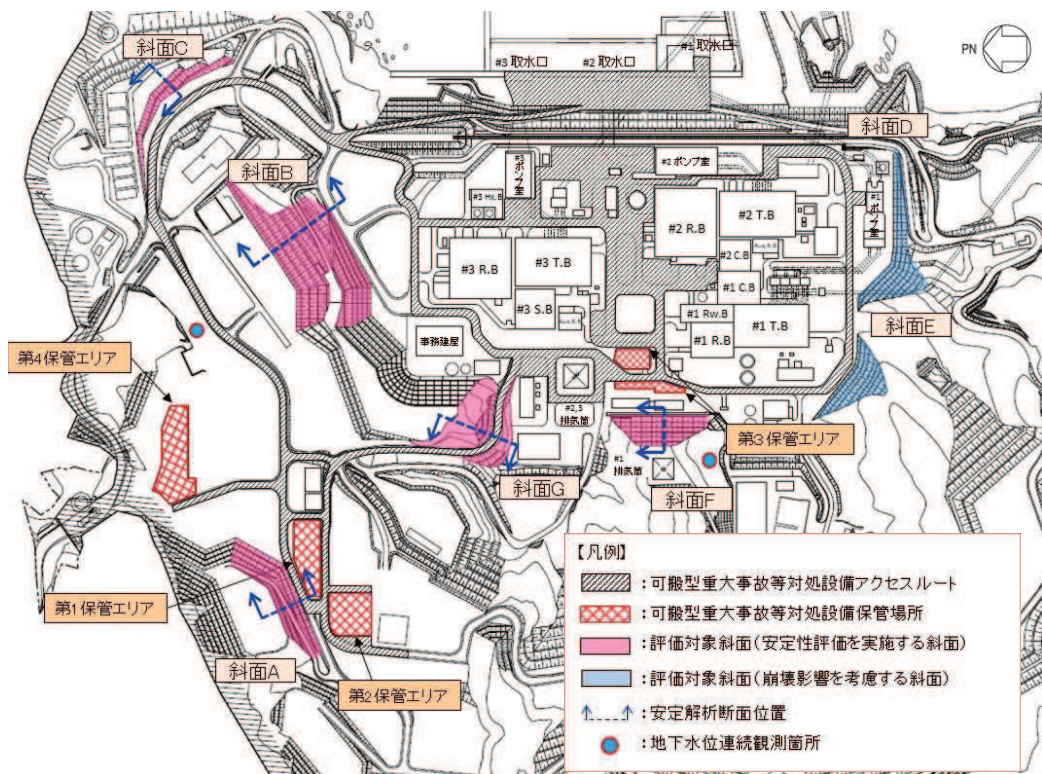 斜面C
#1 取水口
#3 取水口
#2 取水口
PN
斜面D
斜面B
#3 ポンプ室
#2 ポンプ室
#3 Hx.B
#1 ポンプ室
#2 R.B
#2 T.B
#3 R.B
#3 T.B
#2 C.B
#1 C.B
#3 S.B
#1 Rw.B
#1 T.B
#1 R.B
斜面E
事務建屋
第4保管エリア
#2,3
排気筒
第3保管エリア
#1
排気筒
斜面G
斜面F
【凡例】
:可搬型重大事故等対処設備アクセスルート
:可搬型重大事故等対処設備保管場所
:評価対象斜面(安定性評価を実施する斜面)
:評価対象斜面(崩壊影響を考慮する斜面)
:安定解析断面位置
:地下水位連続観測箇所
第1保管エリア
斜面A
第2保管エリア